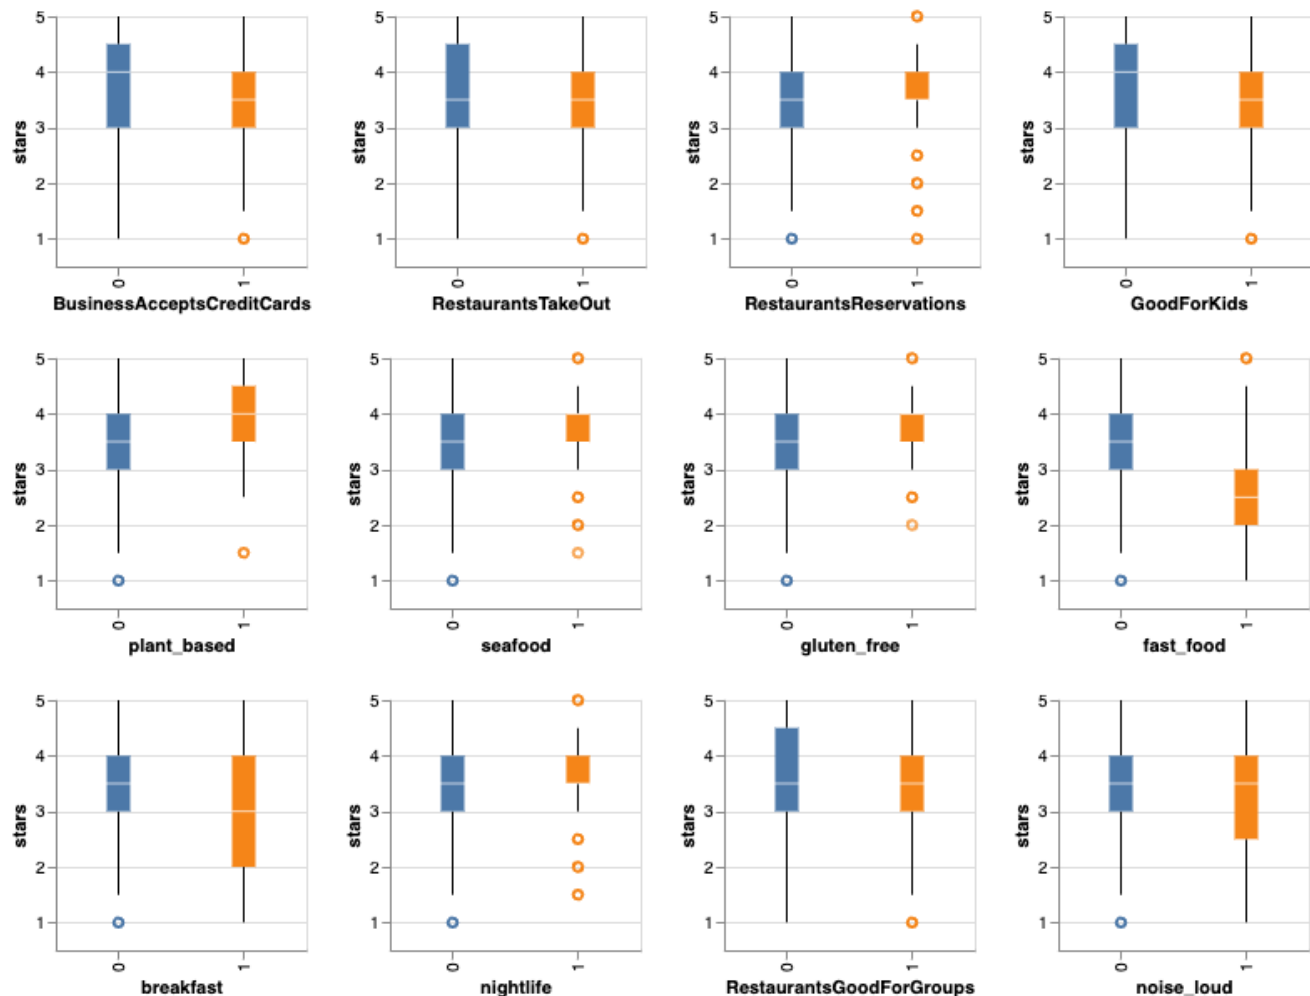 5 5 5 5
4 4 4 4
stars 3 stars 3 stars 3 stars 3
2 2 2 2
1 1 1 1
0 1 0 1 0 1 0 1
BusinessAcceptsCreditCards RestaurantsTakeOut RestaurantsReservations GoodForKids
5 5 5 5
4 4 4 4
stars 3 stars 3 stars 3 stars 3
2 2 2 2
1 1 1 1
0 1 0 1 0 1 0 1
plant_based seafood gluten_free fast_food
5 5 5 5
4 4 4 4
stars 3 stars 3 stars 3 stars 3
2 2 2 2
1 1 1 1
0 1 0 1 0 1 0 1
breakfast nightlife RestaurantsGoodForGroups noise_loud